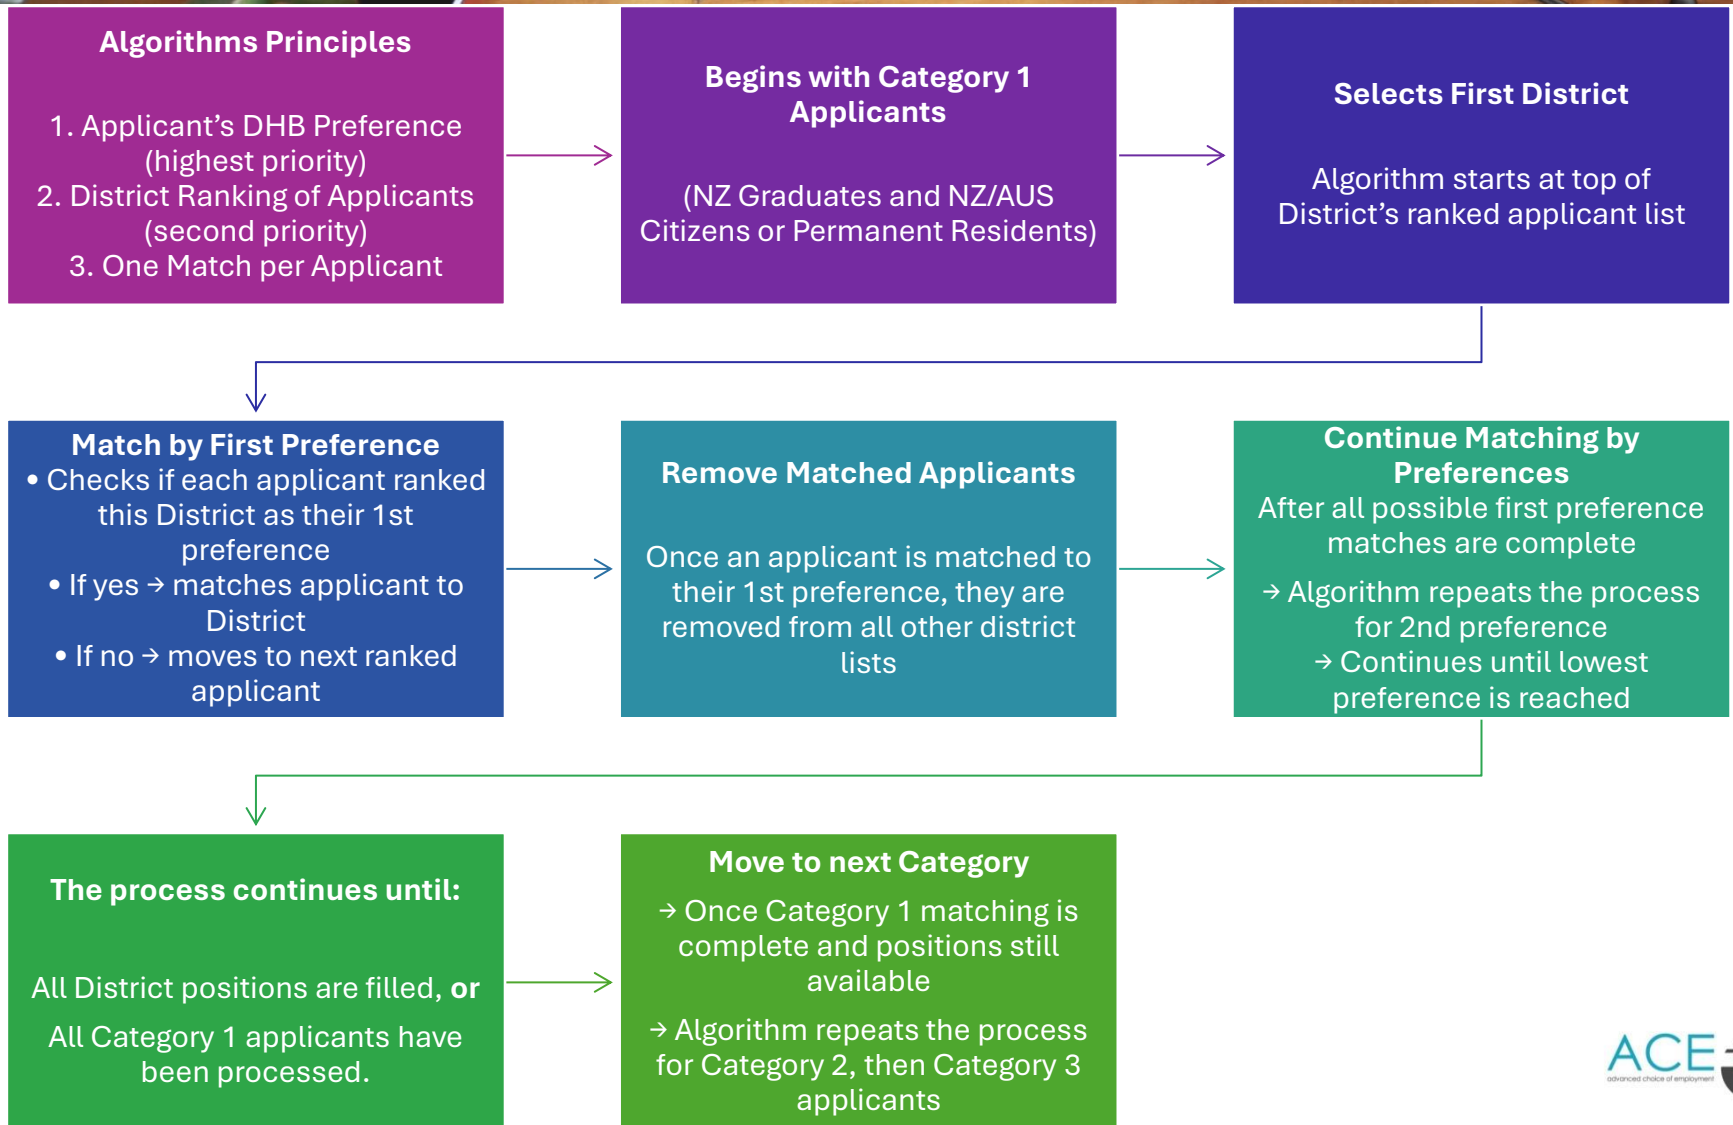 Algorithms Principles
1. Applicant's DHB Preference
(highest priority)
2. District Ranking of Applicants
(second priority)
3. One Match per Applicant
Begins with Category 1
Applicants
(NZ Graduates and NZ/AUS
Citizens or Permanent Residents)
Selects First District
Algorithm starts at top of
District's ranked applicant list
Match by First Preference
• Checks if each applicant ranked
this District as their 1st
preference
• If yes → matches applicant to
District
• If no → moves to next ranked
applicant
Remove Matched Applicants
Once an applicant is matched to
their 1st preference, they are
removed from all other district
lists
Continue Matching by
Preferences
After all possible first preference
matches are complete
→ Algorithm repeats the process
for 2nd preference
→ Continues until lowest
preference is reached
The process continues until:
All District positions are filled, or
All Category 1 applicants have
been processed.
Move to next Category
→ Once Category 1 matching is
complete and positions still
available
→ Algorithm repeats the process
for Category 2, then Category 3
applicants
ACE
advanced choice of employment